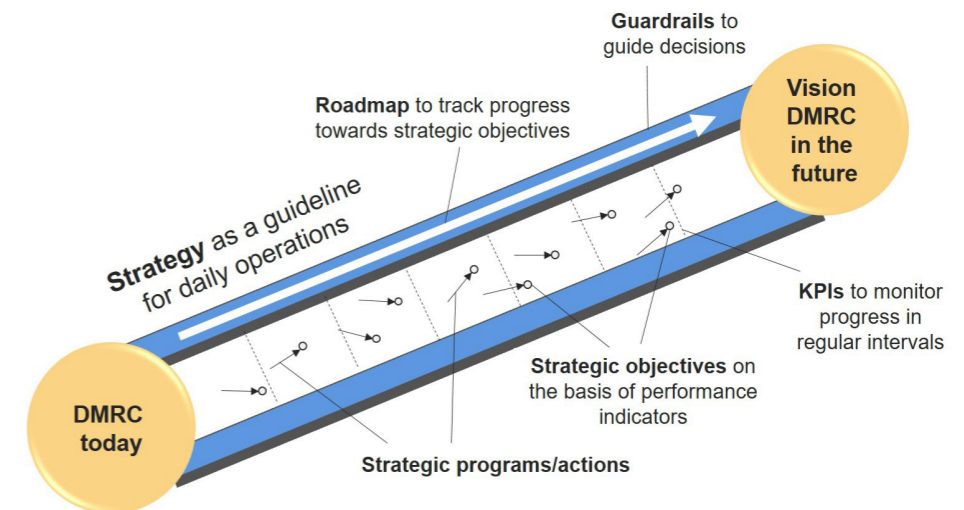 Guardrails to
guide decisions
Vision
DMRC
in the
future
Roadmap to track progress
towards strategic objectives
Strategy as a guideline
for daily operations
KPIs to monitor
progress in
regular intervals
Strategic objectives on
the basis of performance
indicators
DMRC
today
Strategic programs/actions